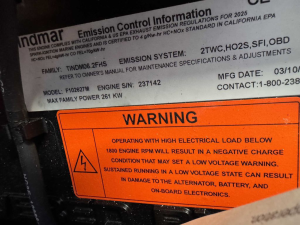 Emission Control Information
THIS ENGINE COMPLIES WITH CALIFORNIA & US EPA EXHAUST EMISSION REGULATIONS FOR 2025
FAMILY:
EMISSION SYSTEM: 2TWC,HO2S,SFI,OBD
REFER TO OWNERS MANUAL FOR MAINTENANCE SPECIFICATIONS & ADJUSTMENTS
MODEL:
ENGINE S/N: 237142
MFG DATE: 03/10/
MAX FAMILY POWER 261 KW
CONTACT:1-800-238
WARNING
OPERATING WITH HIGH ELECTRICAL LOAD BELOW
1800 ENGINE RPM WILL RESULT IN A NEGATIVE CHARGE
CONDITION THAT MAY SET A LOW VOLTAGE WARNING.
SUSTAINED RUNNING IN A LOW VOLTAGE STATE CAN RESULT
IN DAMAGE TO THE ALTERNATOR, BATTERY, AND
ON-BOARD ELECTRONICS.